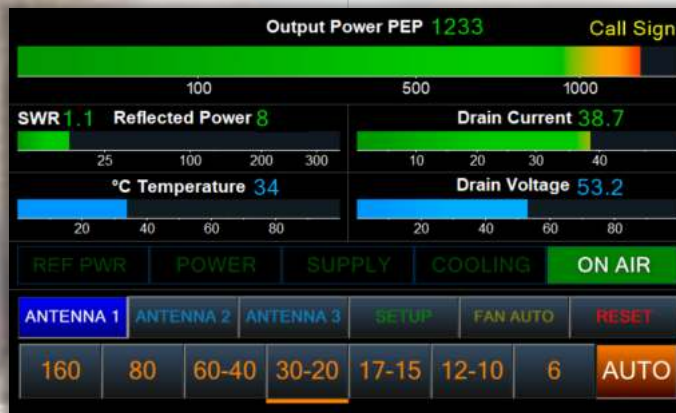 Output Power PEP 1233 Call Sign
100 500 1000
SWR 1.1 Reflected Power 8 Drain Current 38.7
25 100 200 300 10 20 30 40
°C Temperature 34 Drain Voltage 53.2
20 40 60 80 20 40 60 80
REF PWR POWER SUPPLY COOLING ON AIR
ANTENNA 1 ANTENNA 2 ANTENNA 3 SETUP FAN AUTO RESET
160 80 60-40 30-20 17-15 12-10 6 AUTO